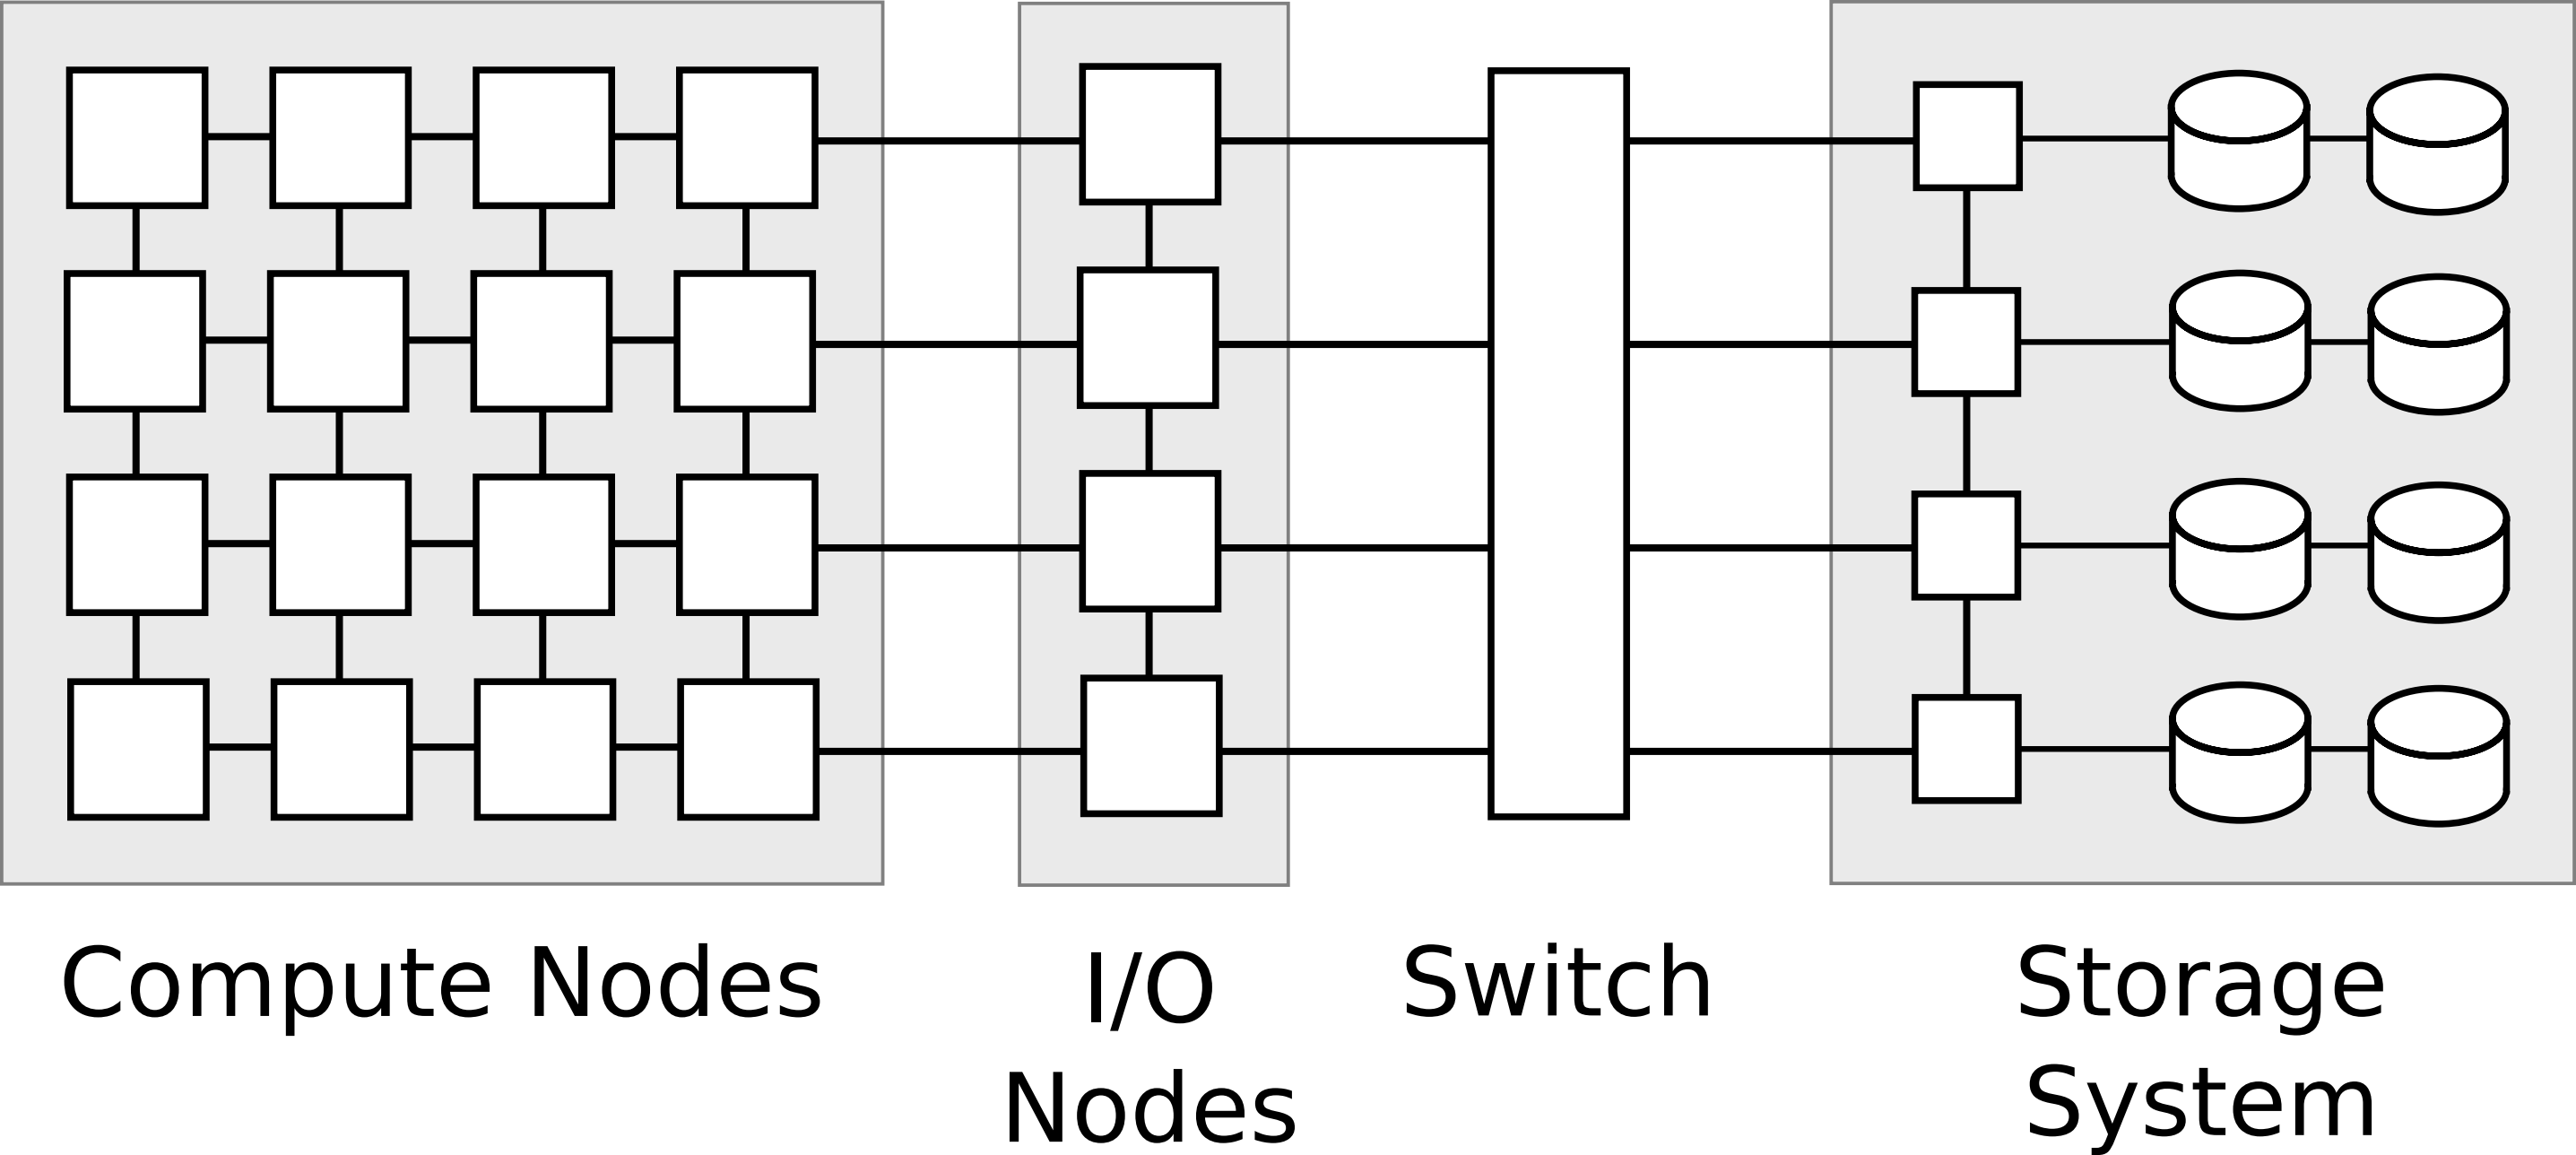 Compute Nodes
I/O
Nodes
Switch
Storage
System